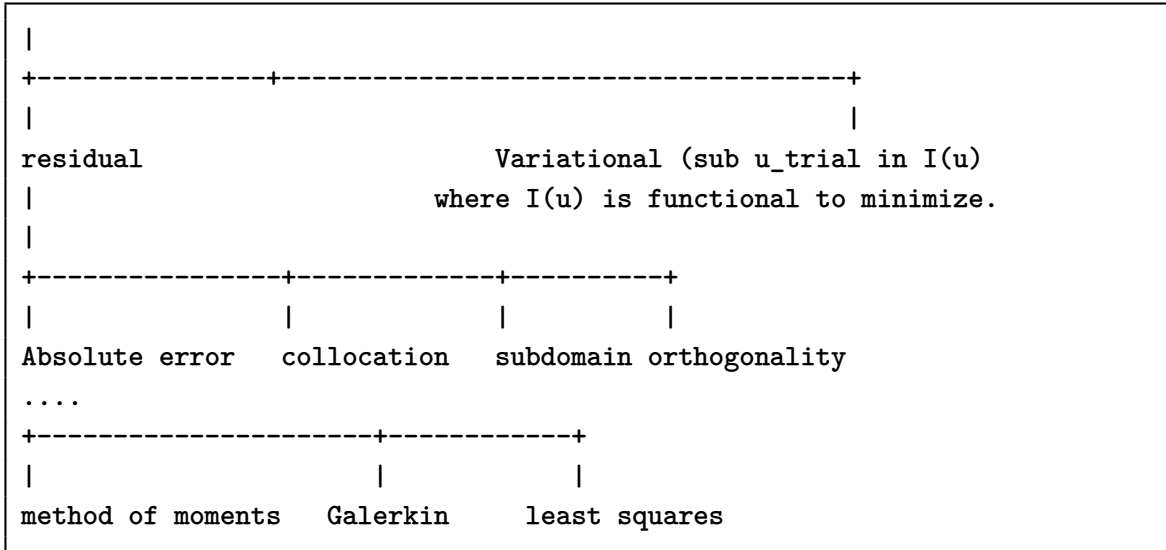 |
+---------------+------------------------------------+
|                                                    |
residual                      Variational (sub u_trial in I(u)
|                         where I(u) is functional to minimize.
|
+----------------+-------------+----------+
|                |             |          |
Absolute error   collocation   subdomain orthogonality
....
+----------------------+------------+
|                      |            |
method of moments   Galerkin     least squares